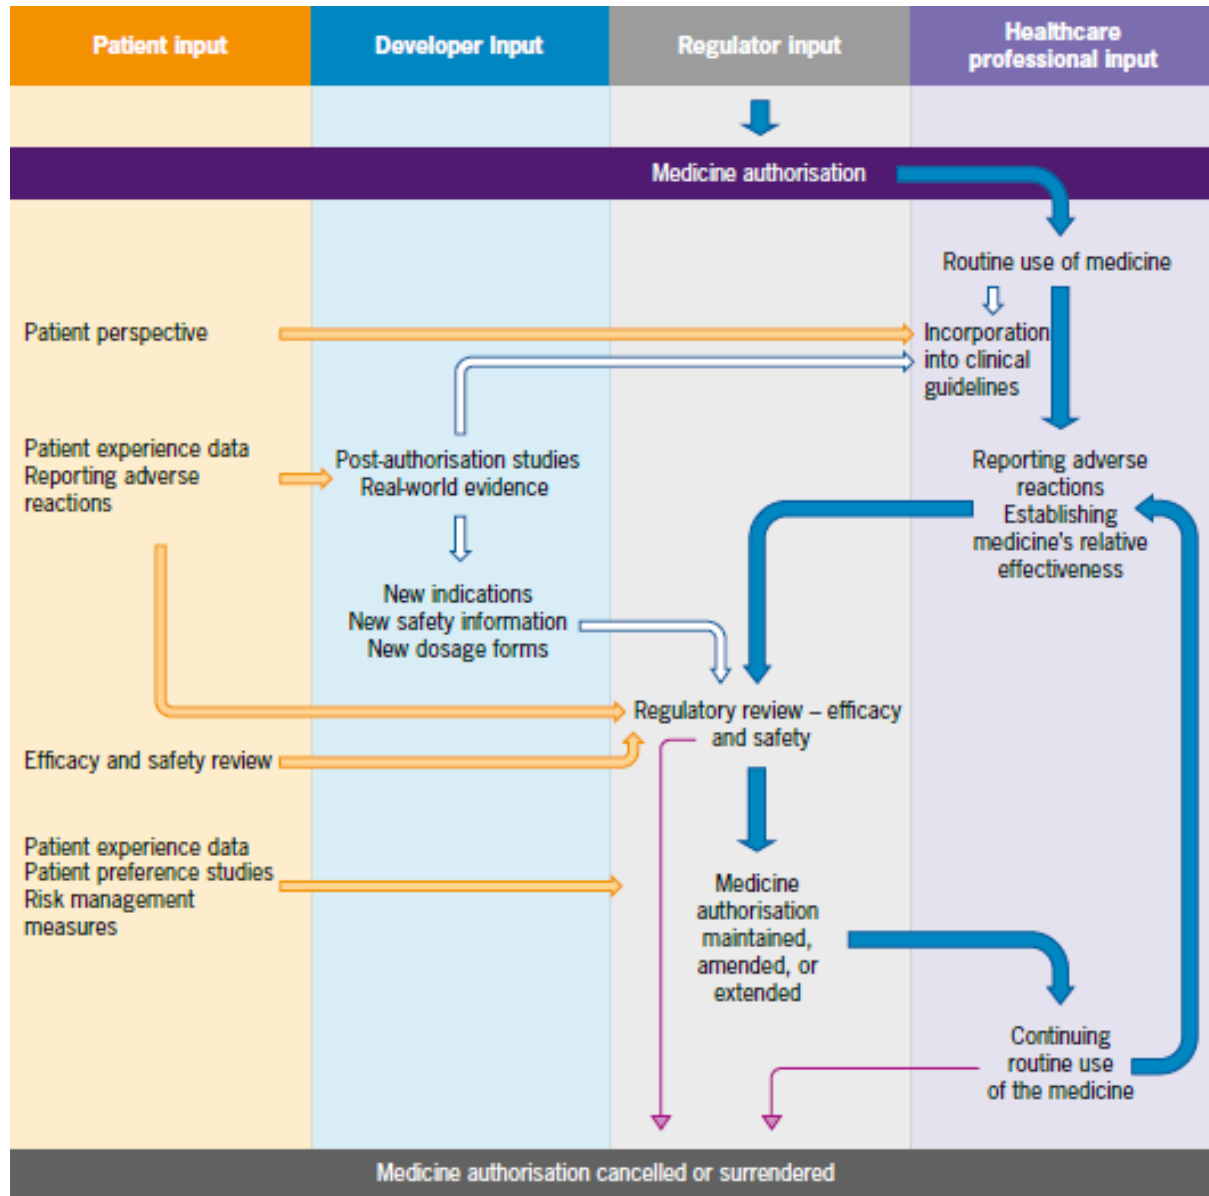 Patient input
Developer Input
Regulator input
Healthcare
professional input
Medicine authorisation
Routine use of medicine
Patient perspective
Incorporation
into clinical
guidelines
Patient experience data
Reporting adverse
reactions
Post-authorisation studies
Real-world evidence
Reporting adverse
reactions
Establishing
medicine's relative
effectiveness
New indications
New safety information
New dosage forms
Regulatory review – efficacy
and safety
Efficacy and safety review
Patient experience data
Patient preference studies
Risk management
measures
Medicine
authorisation
maintained,
amended, or
extended
Continuing
routine use
of the medicine
Medicine authorisation cancelled or surrendered